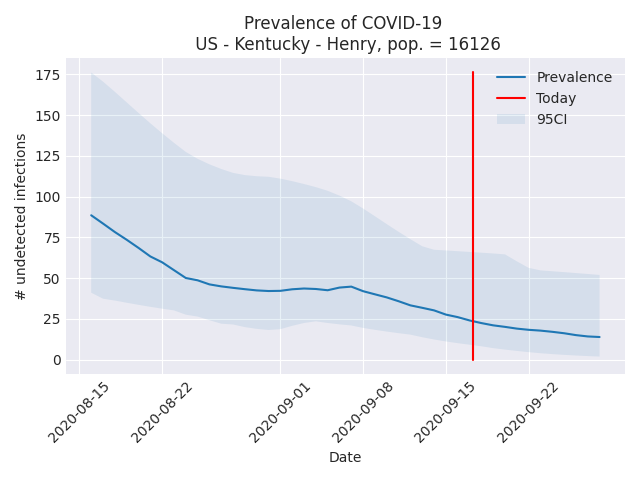 Prevalence of COVID-19
US - Kentucky - Henry, pop. = 16126
Prevalence
Today
95CI
175
150
125
100
75
50
25
0
# undetected infections
2020-08-15
2020-08-22
2020-09-01
2020-09-08
2020-09-15
2020-09-22
Date